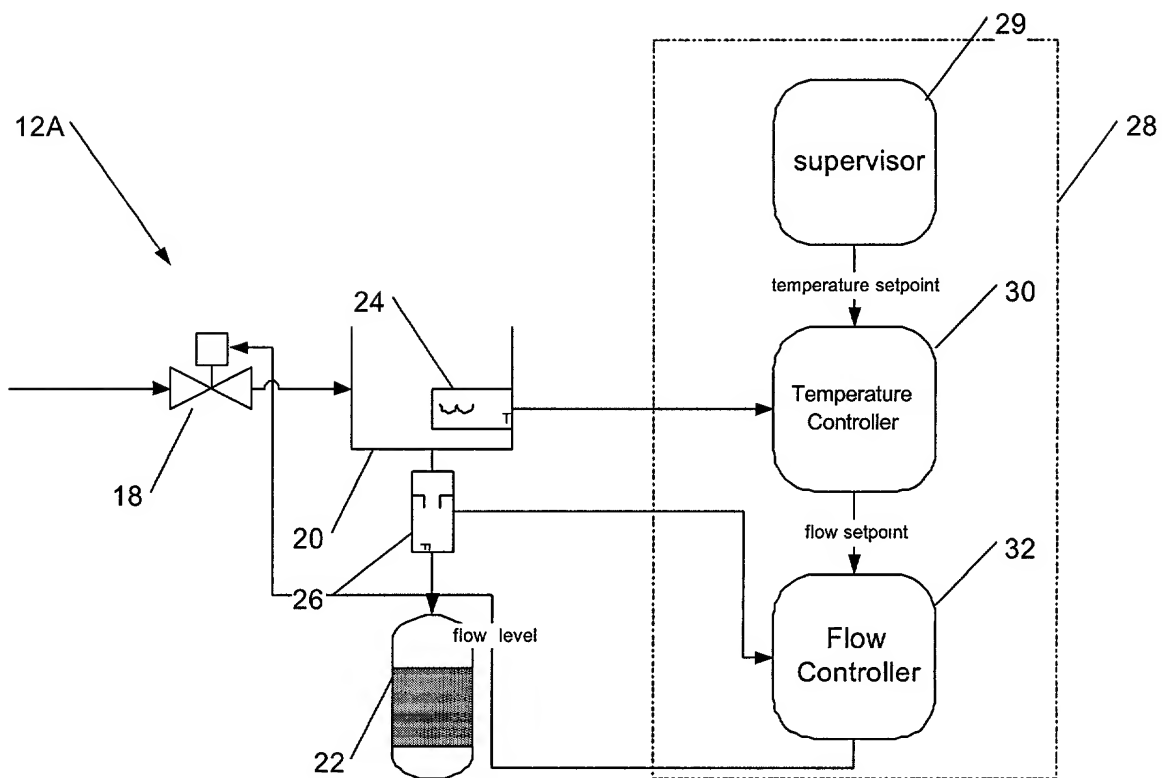 29
12A
28
supervisor
temperature setpoint
24
30
Temperature
Controller
T
18
20
flow setpoint
F
32
26
flow level
Flow
Controller
22